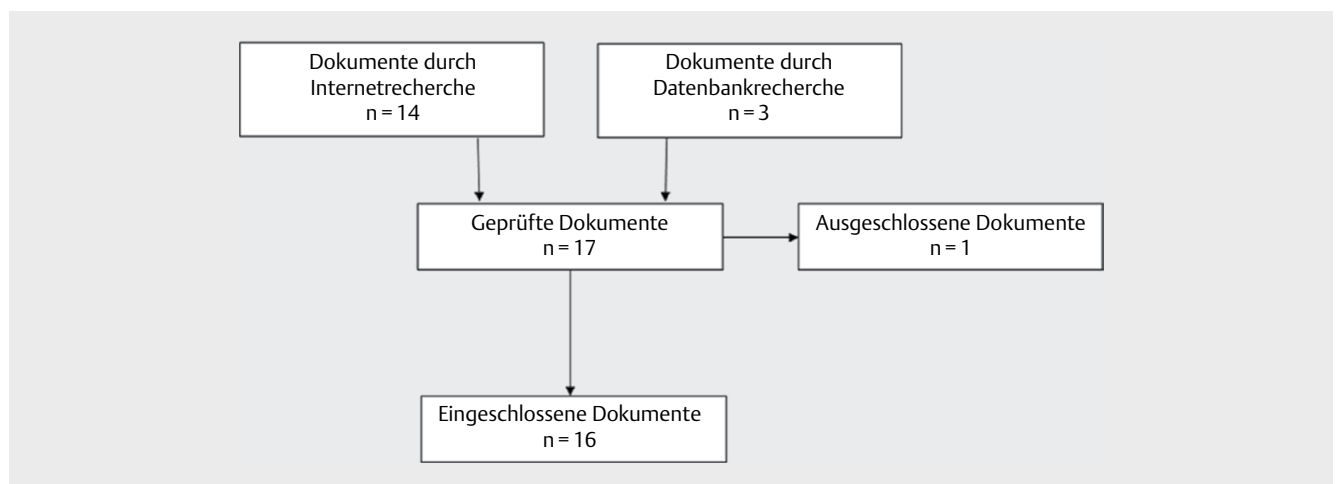 Dokumente durch
Internetrecherche
n = 14
Dokumente durch
Datenbankrecherche
n = 3
Geprüfte Dokumente
n = 17
Ausgeschlossene Dokumente
n = 1
Eingeschlossene Dokumente
n = 16